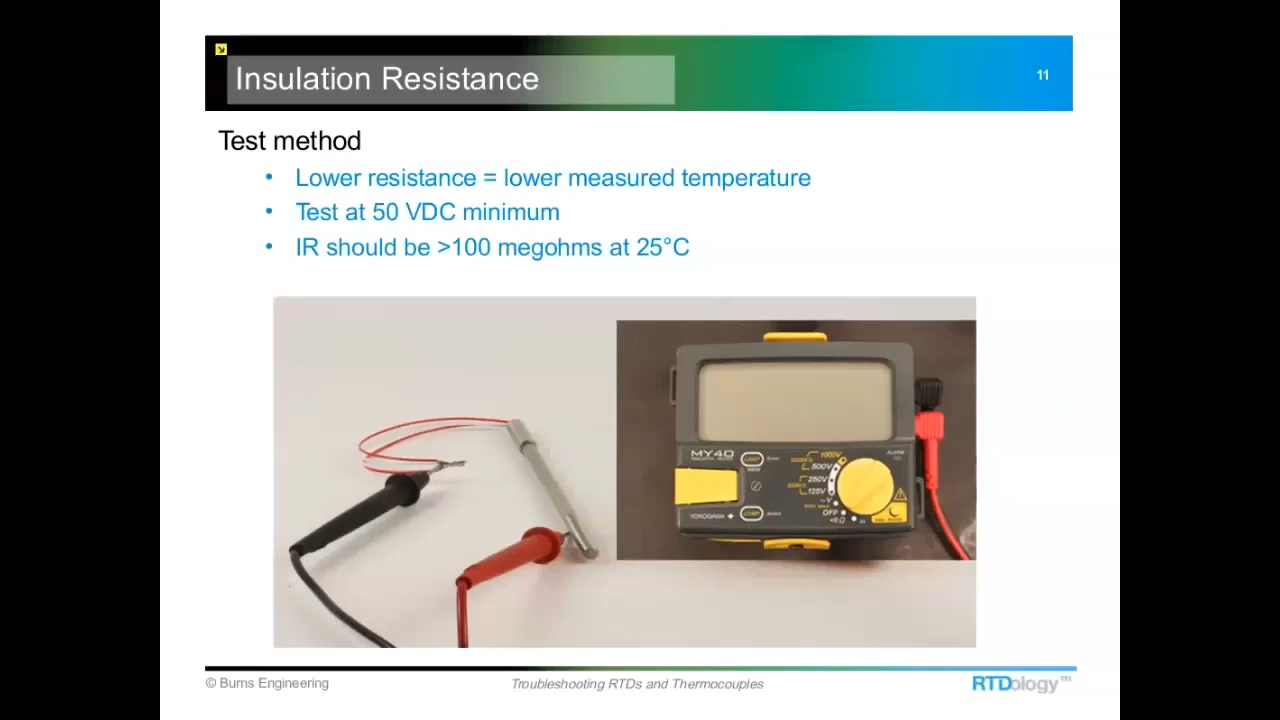 Insulation Resistance
11
Test method
• Lower resistance = lower measured temperature
• Test at 50 VDC minimum
• IR should be >100 megohms at 25°C
MY40
1000V
500V
250V
125V
OFF
YOKOGAWA
© Burns Engineering
Troubleshooting RTDs and Thermocouples
RTDology™